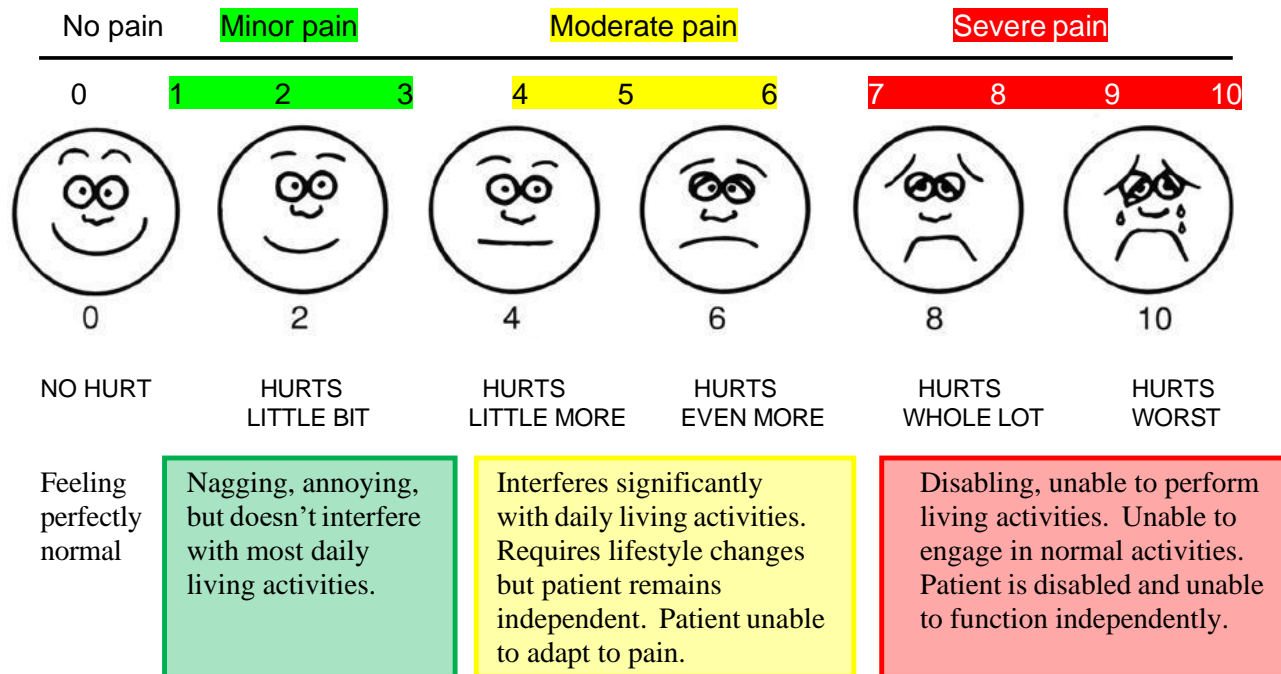 No pain Minor pain Moderate pain Severe pain
0 1 2 3 4 5 6 7 8 9 10
0 2 4 6 8 10
NO HURT HURTS HURTS HURTS HURTS HURTS
LITTLE BIT LITTLE MORE EVEN MORE WHOLE LOT WORST
Feeling
perfectly
normal
Nagging, annoying,
but doesn’t interfere
with most daily
living activities.
Interferes significantly
with daily living activities.
Requires lifestyle changes
but patient remains
independent. Patient unable
to adapt to pain.
Disabling, unable to perform
living activities. Unable to
engage in normal activities.
Patient is disabled and unable
to function independently.